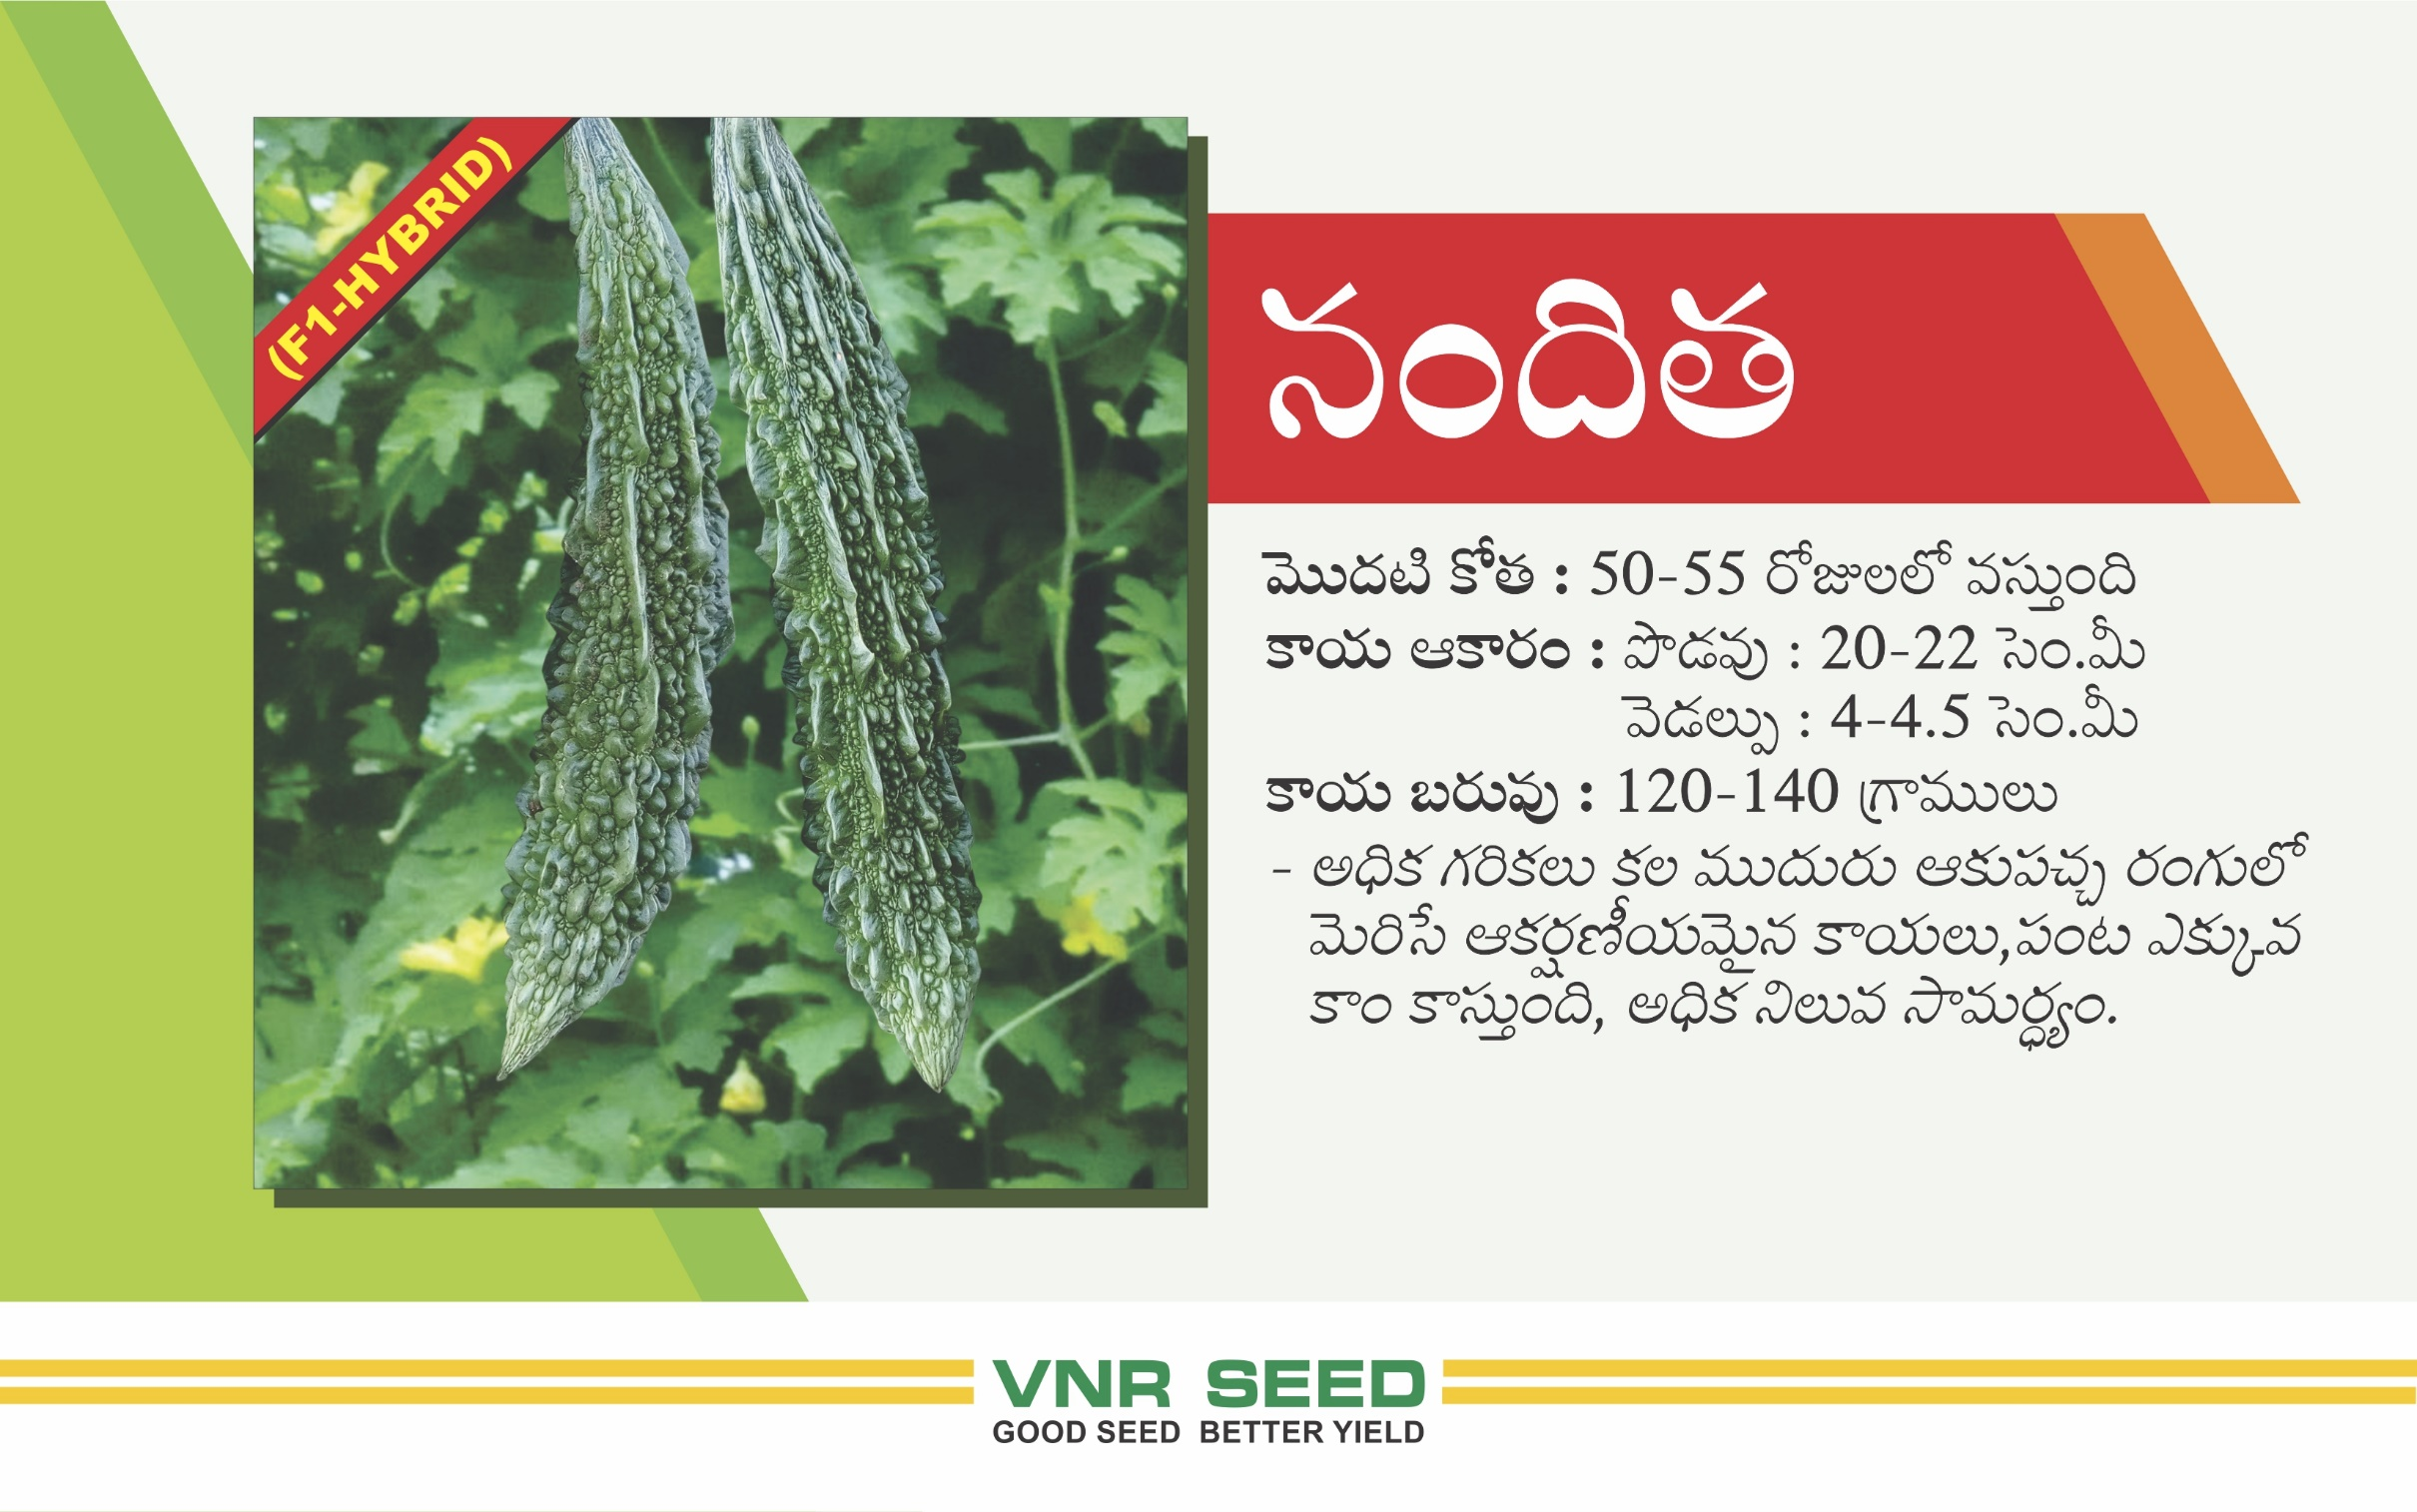 (F1-HYBRID))
నందిత
మొదటి కోత : 50-55 రోజులలో వస్తుంది
కాయ ఆకారం : పొడవు : 20-22 సెం.మీ
వెడల్పు : 4-4.5 సెం.మీ
కాయ బరువు : 120-140 గ్రాములు
- అధిక గరికలు కల ముదురు ఆకుపచ్చ రంగులో
మెరిసే ఆకర్షణీయమైన కాయలు,పంట ఎక్కువ
కాం కాస్తుంది, అధిక నిలువ సామర్ధ్యం.
VNR SEED
GOOD SEED BETTER YIELD